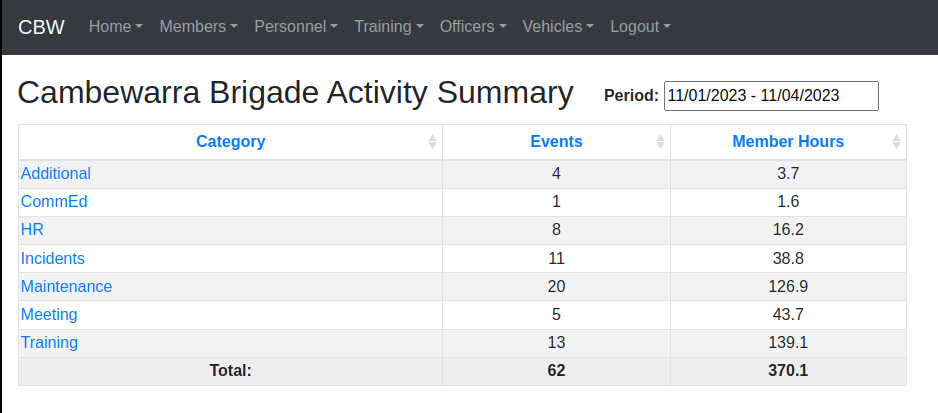 CBW Home Members Personnel Training Officers Vehicles Logout
Cambewarra Brigade Activity Summary Period: 11/01/2023 - 11/04/2023
Category Events Member Hours
Additional 4 3.7
CommEd 1 1.6
HR 8 16.2
Incidents 11 38.8
Maintenance 20 126.9
Meeting 5 43.7
Training 13 139.1
Total: 62 370.1